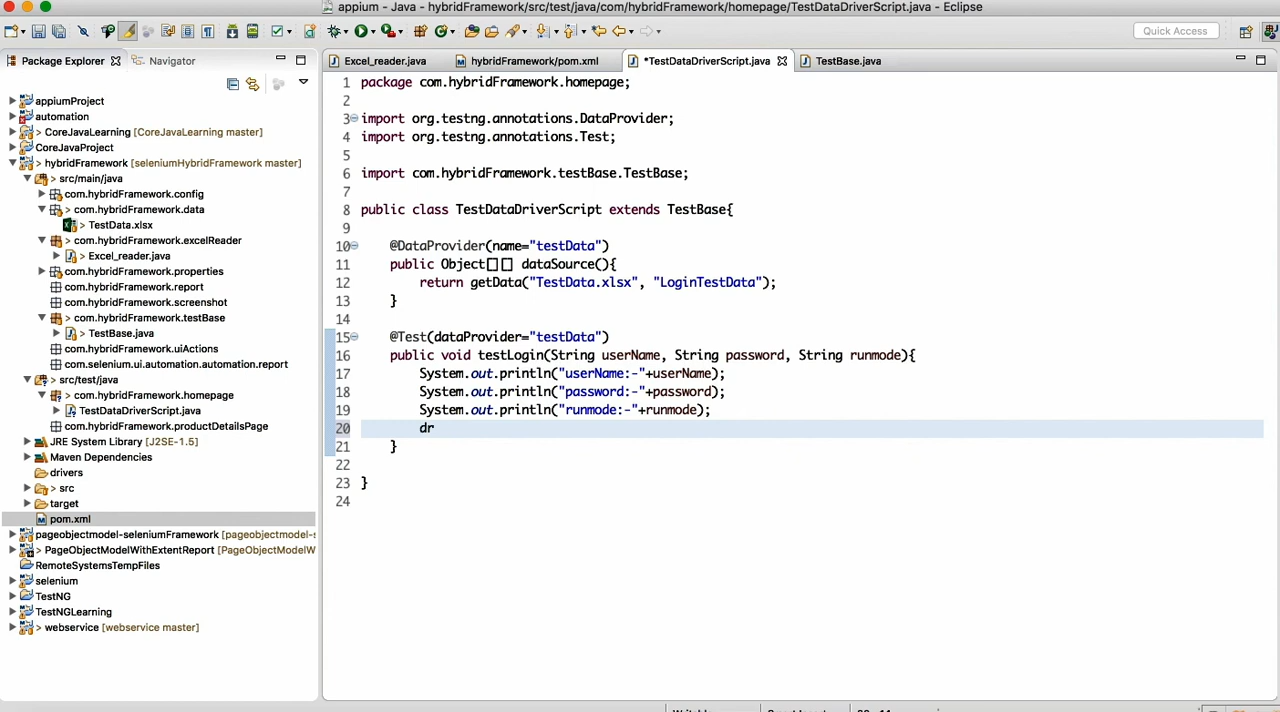 appium - Java - hybridFramework/src/test/java/com/hybridFramework/homepage/TestDataDriverScript.java - Eclipse
Quick Access
Package Explorer
Navigator
Excel_reader.java
hybridFramework/pom.xml
*TestDataDriverScript.java
TestBase.java
appiumProject
automation
> CoreJavaLearning [CoreJavaLearning master]
CoreJavaProject
> hybridFramework [seleniumHybridFramework master]
> src/main/java
com.hybridFramework.config
> com.hybridFramework.data
> TestData.xlsx
> com.hybridFramework.excelReader
> Excel_reader.java
com.hybridFramework.properties
com.hybridFramework.report
com.hybridFramework.screenshot
> com.hybridFramework.testBase
> TestBase.java
com.hybridFramework.uiActions
com.selenium.ui.automation.automation.report
> src/test/java
> com.hybridFramework.homepage
TestDataDriverScript.java
com.hybridFramework.productDetailsPage
JRE System Library [J2SE-1.5]
Maven Dependencies
drivers
> src
target
pom.xml
pageobjectmodel-seleniumFramework [pageobjectmodel-s
> PageObjectModelWithExtentReport [PageObjectModelW
RemoteSystemsTempFiles
selenium
TestNG
TestNGLearning
> webservice [webservice master]
1 package com.hybridFramework.homepage;
2
3 import org.testng.annotations.DataProvider;
4 import org.testng.annotations.Test;
5
6 import com.hybridFramework.testBase.TestBase;
7
8 public class TestDataDriverScript extends TestBase{
9
10 @DataProvider(name="testData")
11 public Object[][] dataSource(){
12 return getData("TestData.xlsx", "LoginTestData");
13 }
14
15 @Test(dataProvider="testData")
16 public void testLogin(String userName, String password, String runmode){
17 System.out.println("userName:-"+userName);
18 System.out.println("password:-"+password);
19 System.out.println("runmode:-"+runmode);
20 dr
21 }
22
23 }
24